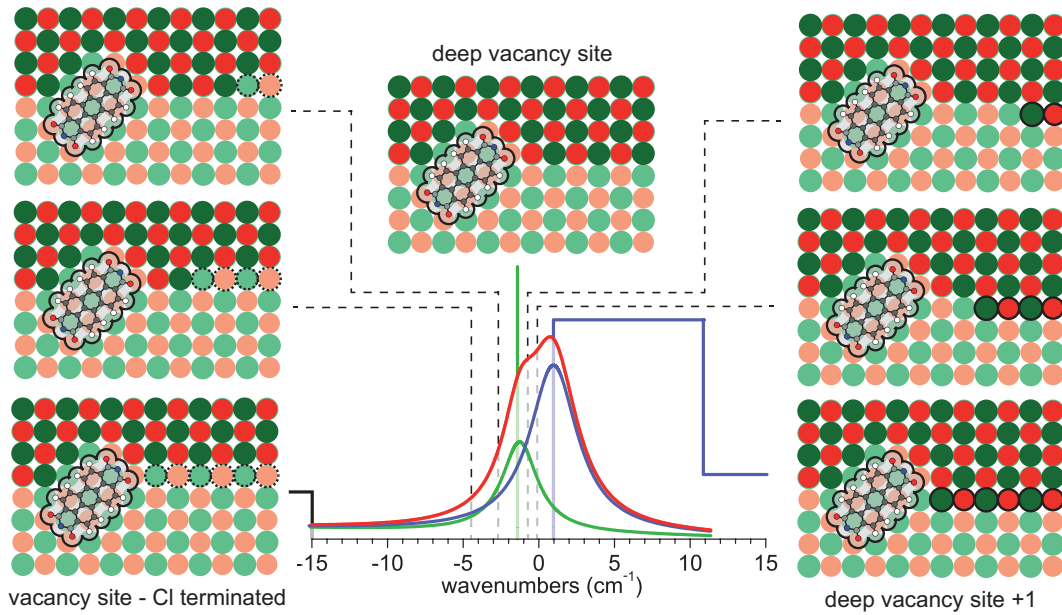 deep vacancy site
-15 -10 -5 0 5 10 15
wavenumbers (cm⁻¹)
vacancy site - Cl terminated
deep vacancy site +1